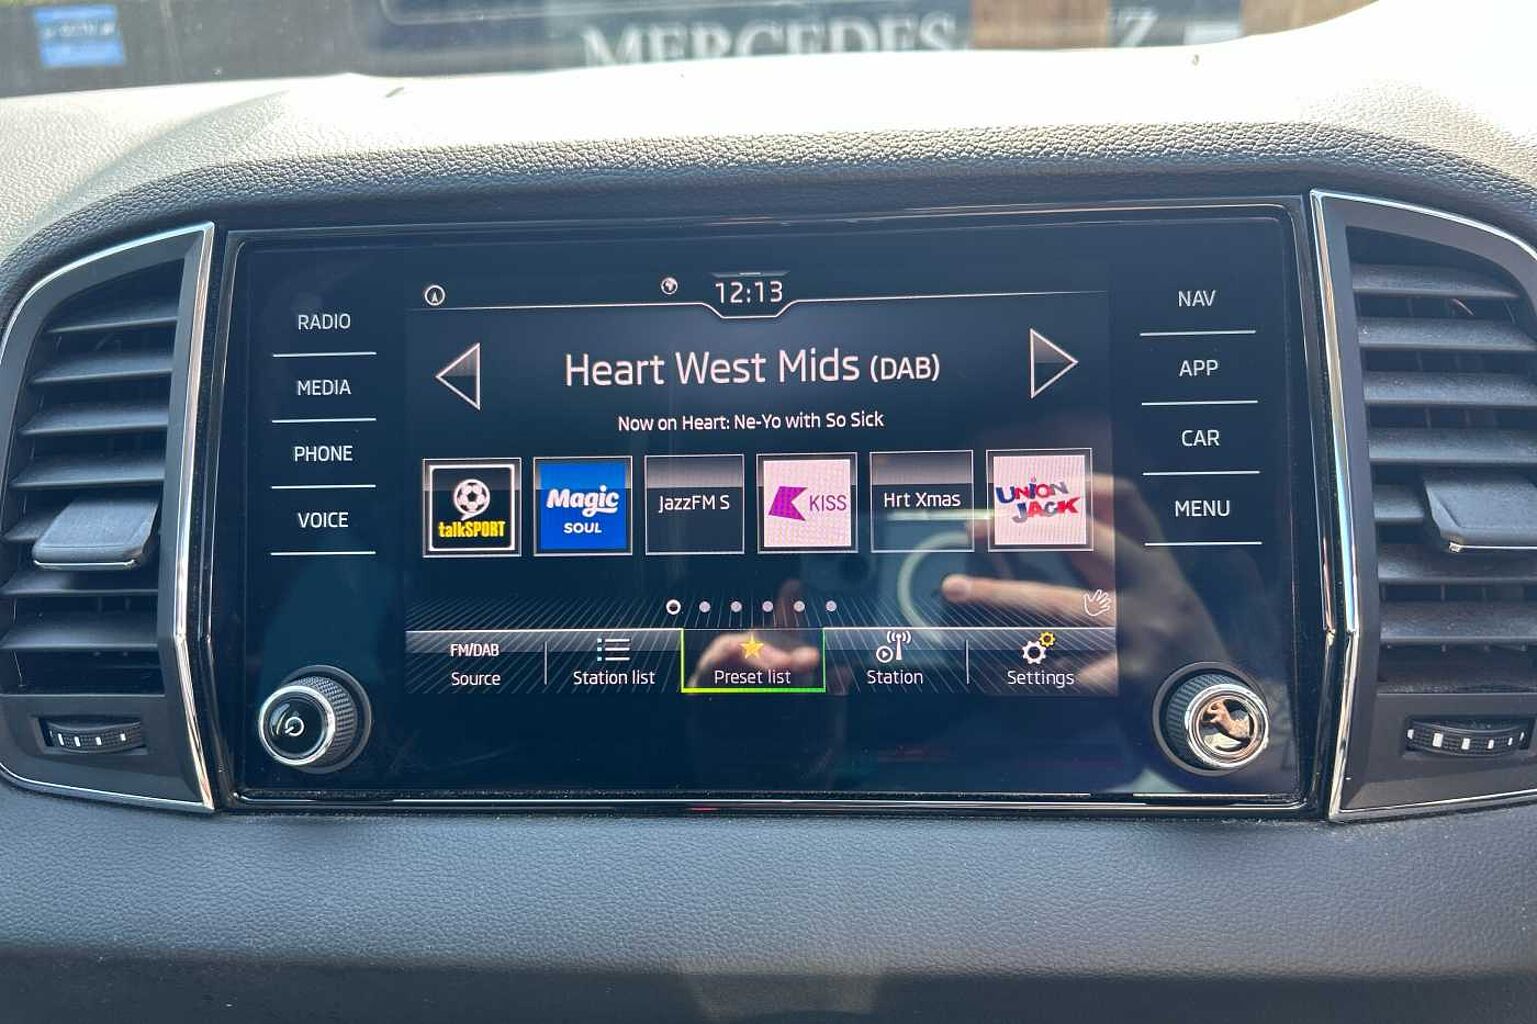 MERCEDES
12:13
RADIO
MEDIA
PHONE
VOICE
Heart West Mids (DAB)
Now on Heart: Ne-Yo with So Sick
talkSPORT
Magic
SOUL
JazzFM S
KISS
Hrt Xmas
UNION
JACK
FM/DAB
Source
Station list
Preset list
Station
Settings
NAV
APP
CAR
MENU